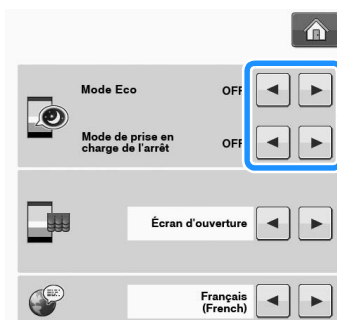 Mode Eco OFF
Mode de prise en
charge de l'arrêt OFF
Écran d'ouverture
Français
(French)